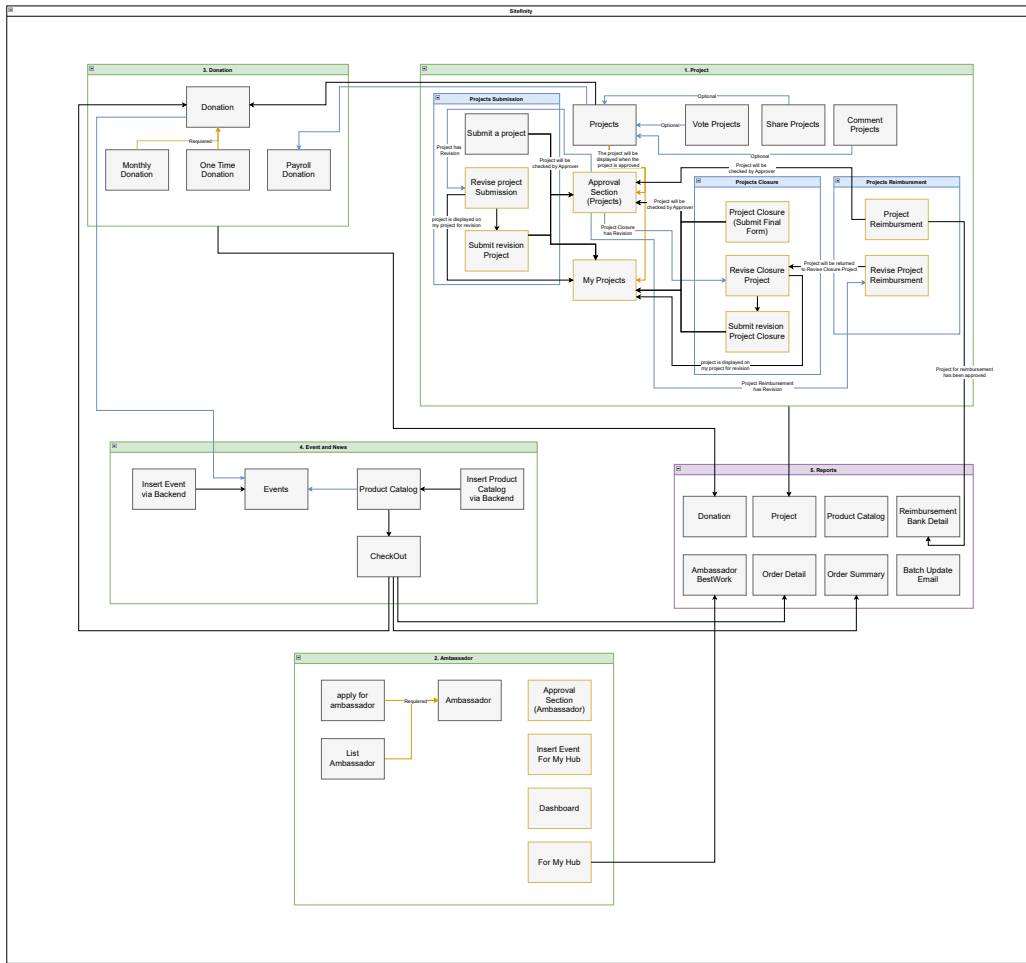 Sitefinity
3. Donation
Donation
Requiered
Monthly
Donation
One Time
Donation
Payroll
Donation
1. Project
Projects Submission
Submit a project
Project has
Revision
Revise project
Submission
project is displayed on
my project for revision
Submit revision
Project
Project will be
checked by Approver
Projects
Optional
Optional
Optional
Vote Projects
Share Projects
Comment
Projects
The project will be
displayed when the
project is approved
Approval
Section
(Projects)
Project Closure
has Revision
My Projects
Project will be
checked by Approver
Project will be
checked by Approver
Projects Closure
Project Closure
(Submit Final
Form)
Revise Closure
Project
Submit revision
Project Closure
project is displayed on
my project for revision
Project Reimbursement
has Revision
Projects Reimbursment
Project
Reimbursment
Project will be returned
to Revise Closure Project
Revise Project
Reimbursment
Project for reimbursement
has been approved
4. Event and News
Insert Event
via Backend
Events
Product Catalog
Insert Product
Catalog
via Backend
CheckOut
5. Reports
Donation
Project
Product Catalog
Reimbursement
Bank Detail
Ambassador
BestWork
Order Detail
Order Summary
Batch Update
Email
2. Ambassador
apply for
ambassador
Requiered
Ambassador
List
Ambassador
Approval
Section
(Ambassador)
Insert Event
For My Hub
Dashboard
For My Hub